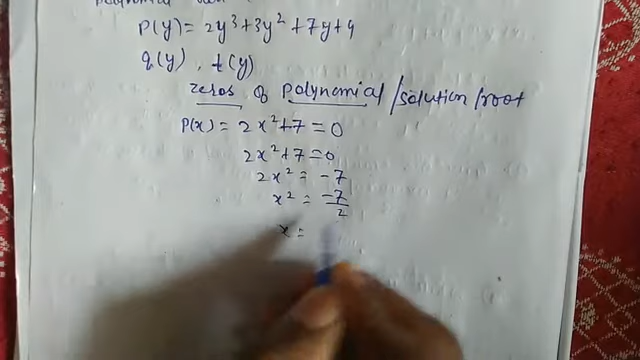 P(y) = 2y³+3y²+7y+4
q(y), t(y)
zeros of polynomial/solution/root
P(x) = 2x²+7=0
2x²+7=0
2x² = -7
x² = -7/2
x =